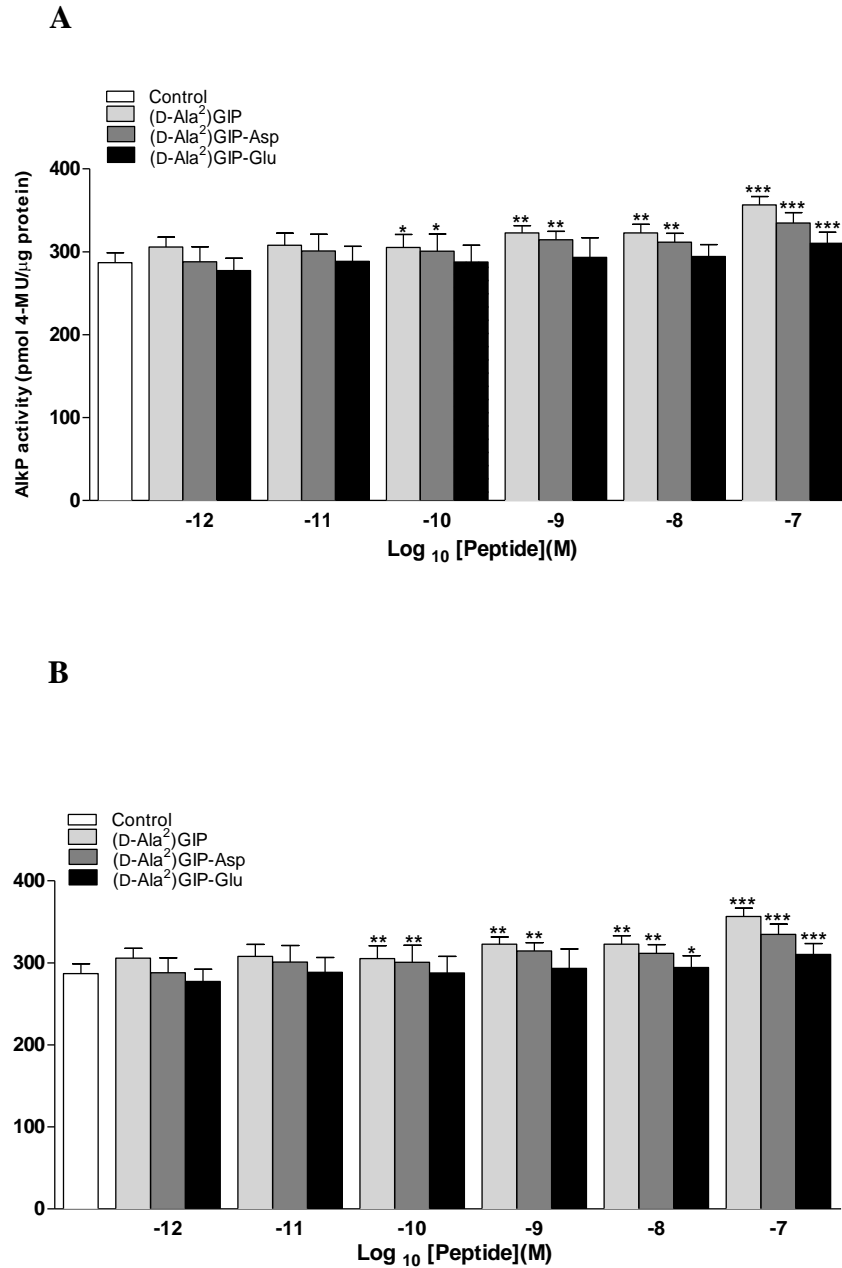 A
Control
(D-Ala²)GIP
(D-Ala²)GIP-Asp
(D-Ala²)GIP-Glu
AlkP activity (pmol 4-MU/µg protein)
400
300
200
100
0
* * ** ** ** ** *** *** ***
-12 -11 -10 -9 -8 -7
Log 10 [Peptide](M)
B
Control
(D-Ala²)GIP
(D-Ala²)GIP-Asp
(D-Ala²)GIP-Glu
400
300
200
100
0
** ** ** ** ** ** * *** *** ***
-12 -11 -10 -9 -8 -7
Log 10 [Peptide](M)